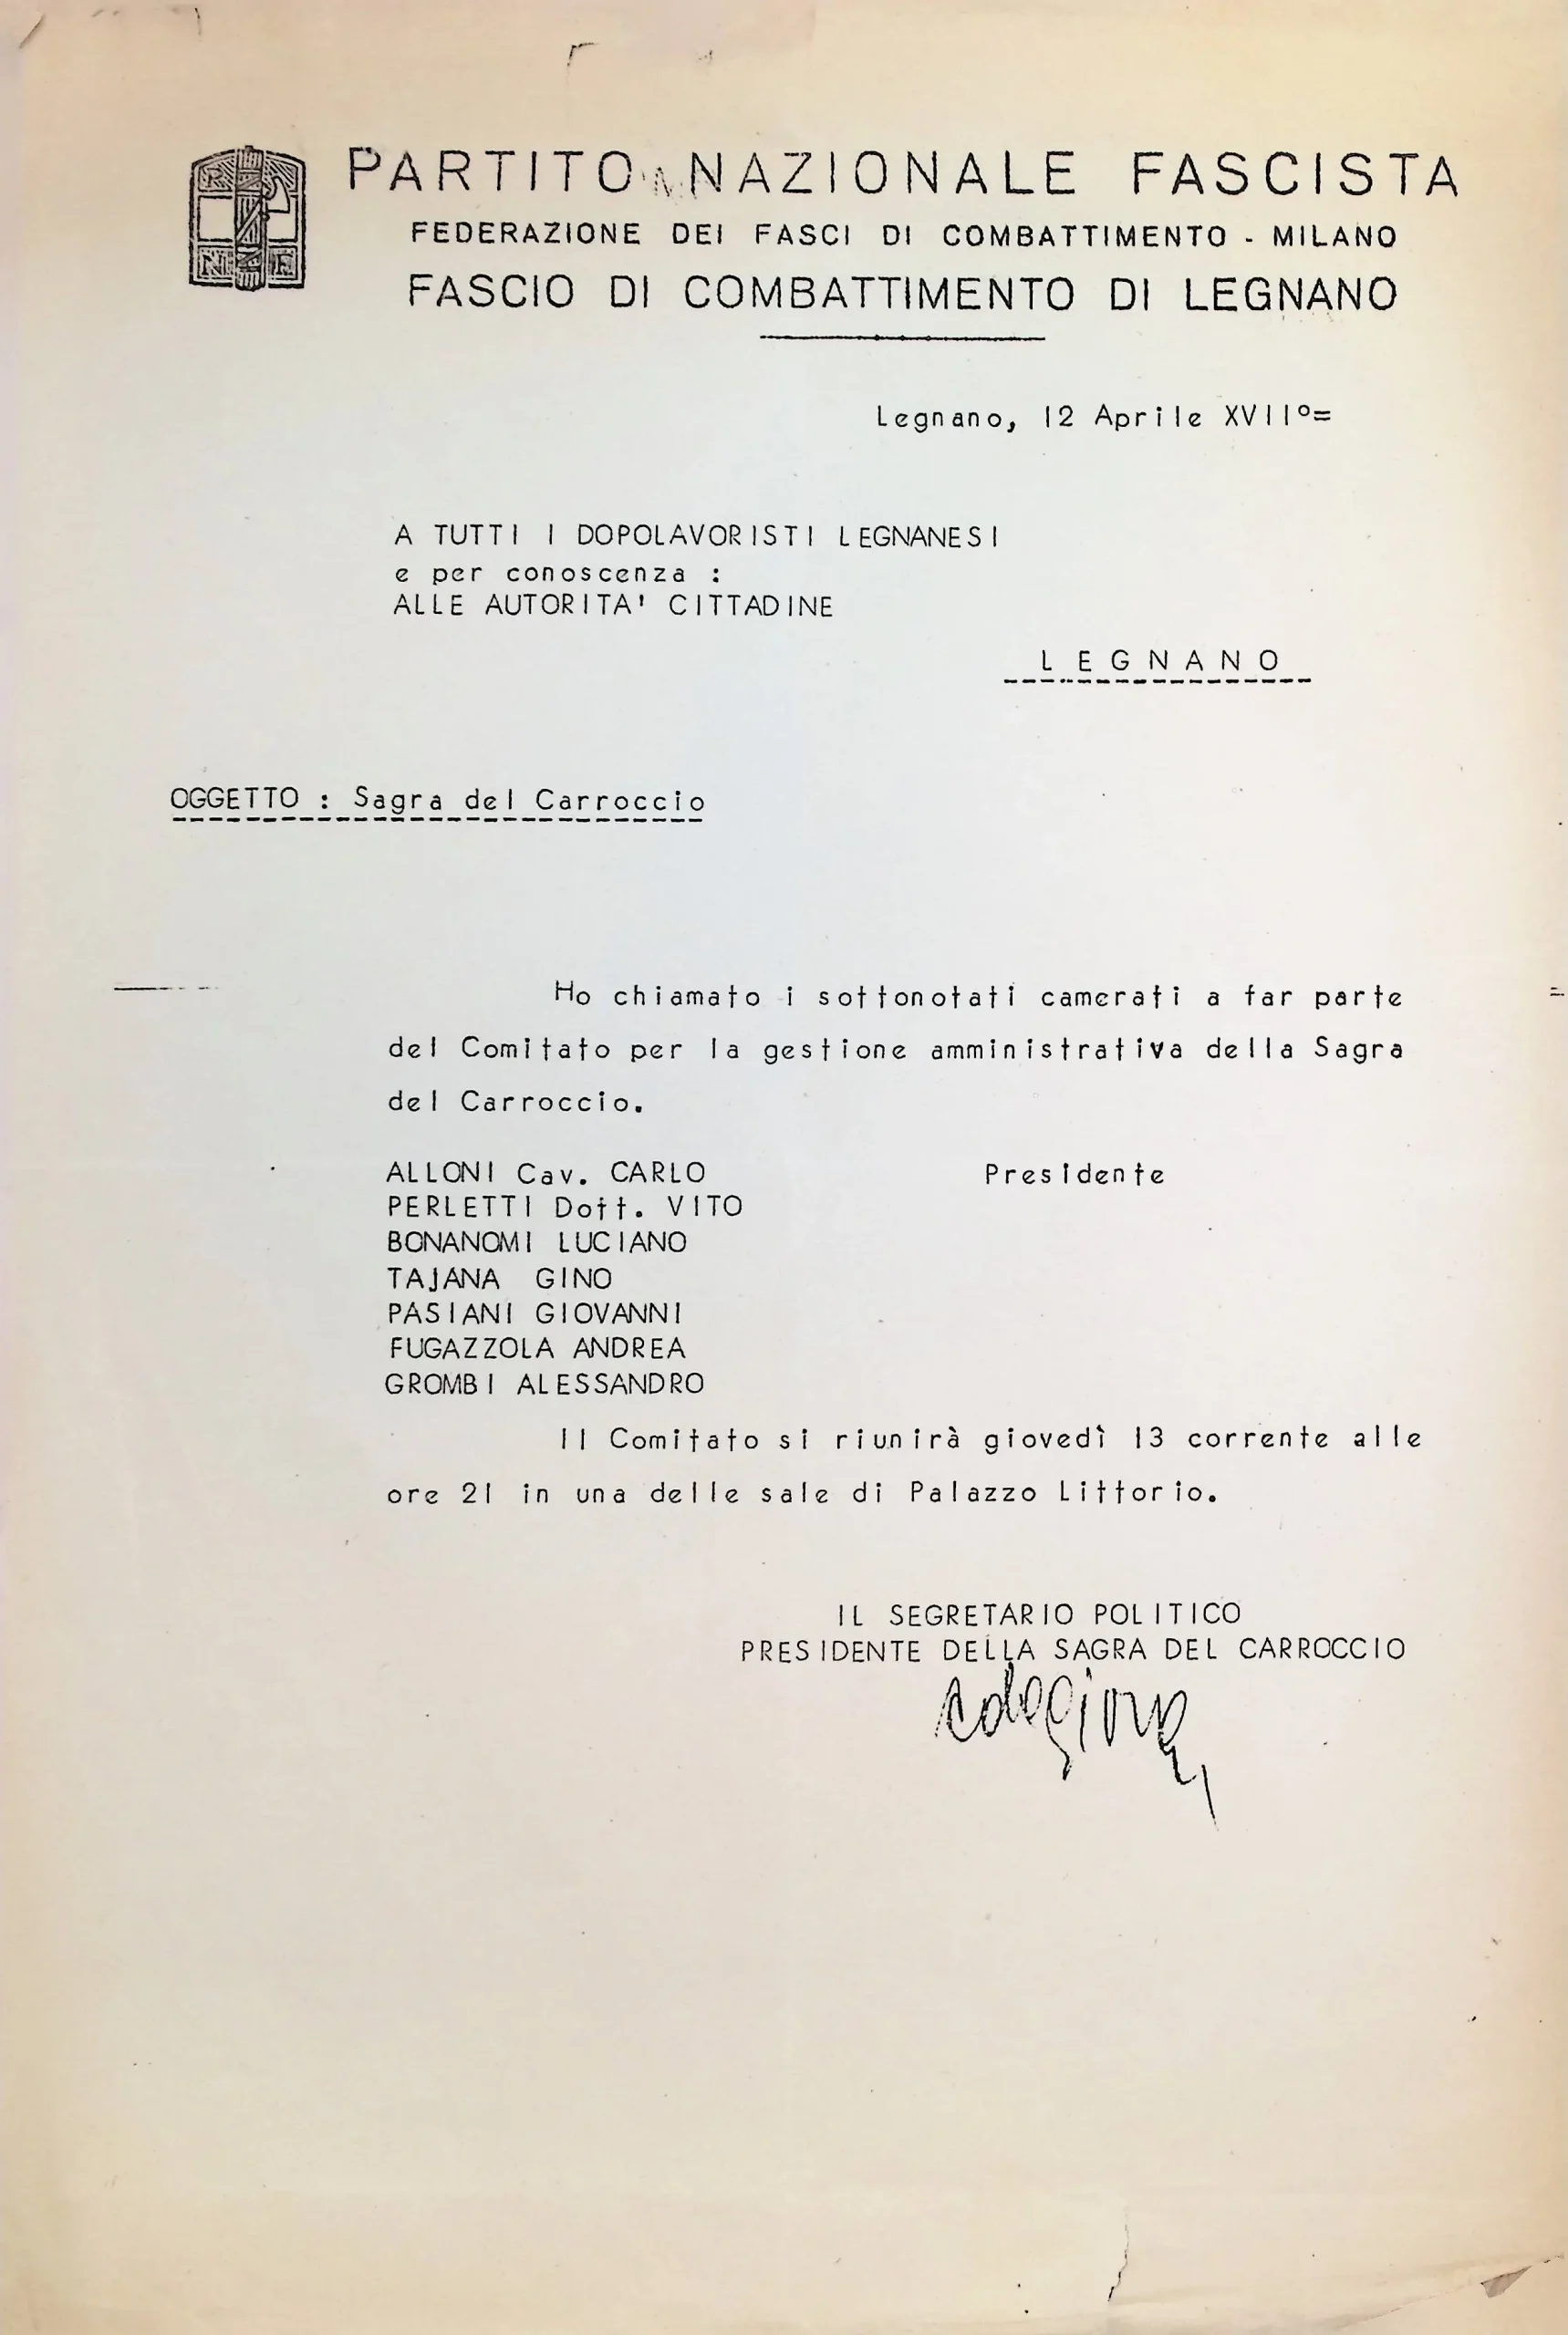 PARTITO NAZIONALE FASCISTA
FEDERAZIONE DEI FASCI DI COMBATTIMENTO - MILANO
FASCIO DI COMBATTIMENTO DI LEGNANO
Legnano, 12 Aprile XVII°=
A TUTTI I DOPOLAVORISTI LEGNANESI
e per conoscenza :
ALLE AUTORITA' CITTADINE
LEGNANO
OGGETTO : Sagra del Carroccio
Ho chiamato i sottonotati camerati a far parte
del Comitato per la gestione amministrativa della Sagra
del Carroccio.
ALLONI Cav. CARLO Presidente
PERLETTI Dott. VITO
BONANOMI LUCIANO
TAJANA GINO
PASIANI GIOVANNI
FUGAZZOLA ANDREA
GROMBI ALESSANDRO
Il Comitato si riunirà giovedì 13 corrente alle
ore 21 in una delle sale di Palazzo Littorio.
IL SEGRETARIO POLITICO
PRESIDENTE DELLA SAGRA DEL CARROCCIO